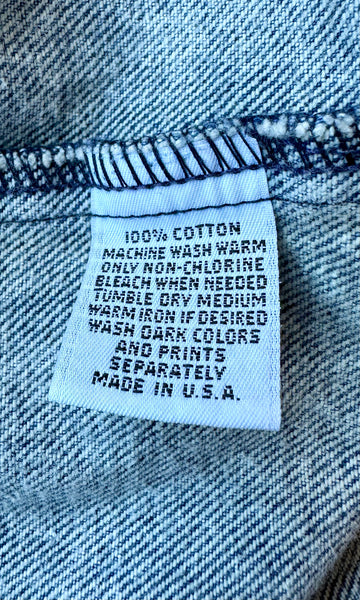 100% COTTON
MACHINE WASH WARM
ONLY NON-CHLORINE
BLEACH WHEN NEEDED
TUMBLE DRY MEDIUM
WARM IRON IF DESIRED
WASH DARK COLORS
AND PRINTS
SEPARATELY
MADE IN U.S.A.